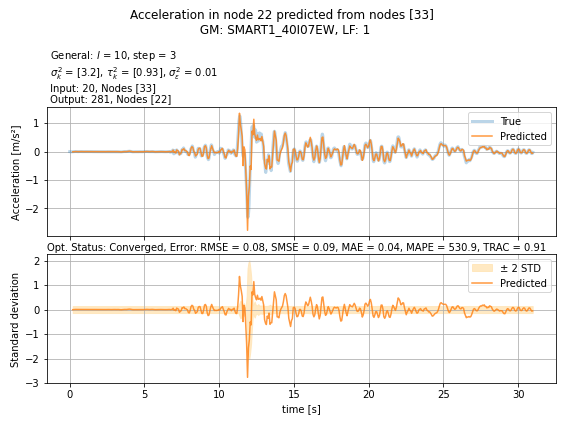 Acceleration in node 22 predicted from nodes [33]
GM: SMART1_40I07EW, LF: 1
General: l = 10, step = 3
σ²ₖ = [3.2], τ²ₖ = [0.93], σ²_ε = 0.01
Input: 20, Nodes [33]
Output: 281, Nodes [22]
Acceleration [m/s²]
1
0
−1
−2
True
Predicted
Opt. Status: Converged, Error: RMSE = 0.08, SMSE = 0.09, MAE = 0.04, MAPE = 530.9, TRAC = 0.91
Standard deviation
2
1
0
−1
−2
−3
± 2 STD
Predicted
0 5 10 15 20 25 30
time [s]